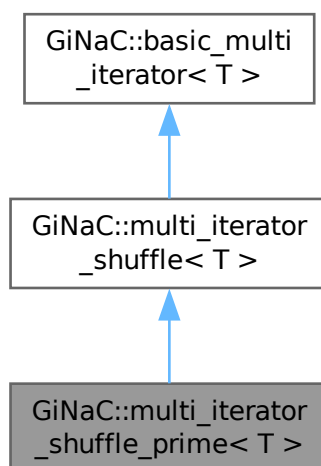 GiNaC::basic_multi
_iterator< T >
GiNaC::multi_iterator
_shuffle< T >
GiNaC::multi_iterator
_shuffle_prime< T >